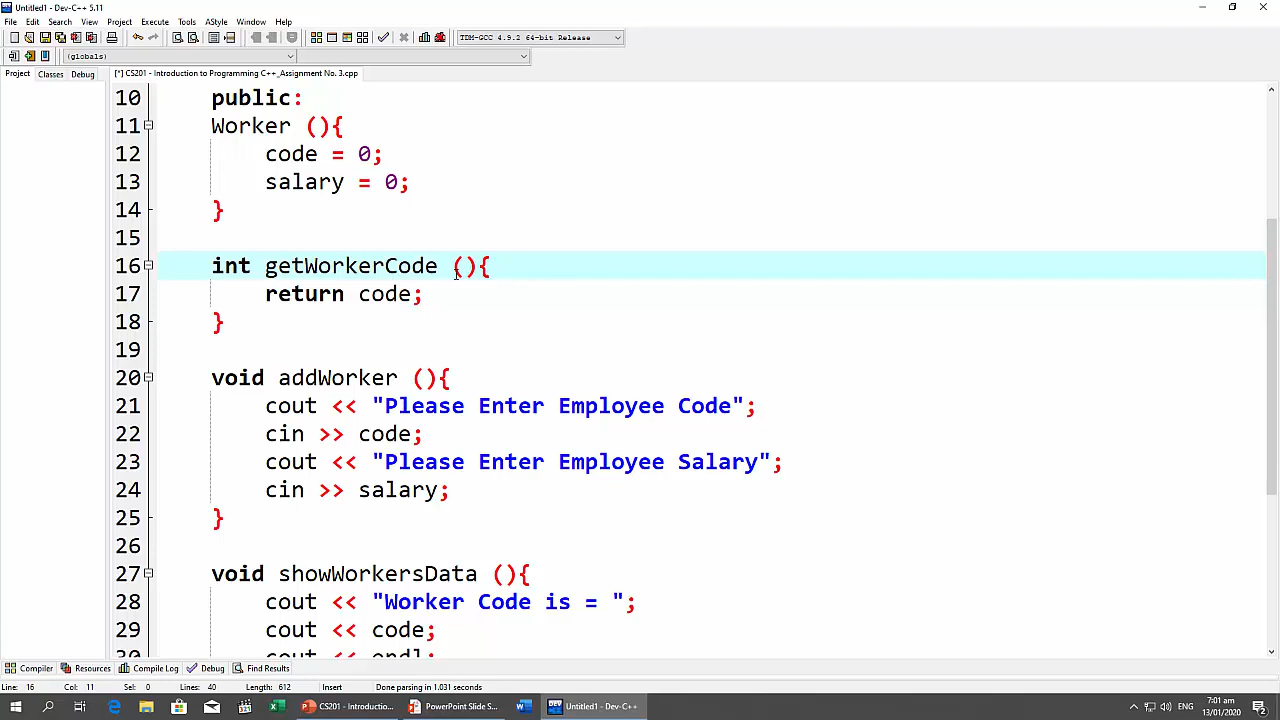 Untitled1 - Dev-C++ 5.11
File Edit Search View Project Execute Tools AStyle Window Help
TDM-GCC 4.9.2 64-bit Release
(globals)
Project Classes Debug [*] CS201 - Introduction to Programming C++_Assignment No. 3.cpp
10 public:
11 Worker (){
12 code = 0;
13 salary = 0;
14 }
15
16 int getWorkerCode (){
17 return code;
18 }
19
20 void addWorker (){
21 cout << "Please Enter Employee Code";
22 cin >> code;
23 cout << "Please Enter Employee Salary";
24 cin >> salary;
25 }
26
27 void showWorkersData (){
28 cout << "Worker Code is = ";
29 cout << code;
30 cout << endl;
Compiler Resources Compile Log Debug Find Results
Line: 16 Col: 11 Sel: 0 Lines: 40 Length: 612 Insert Done parsing in 1.031 seconds
CS201 - Introductio... PowerPoint Slide S... Untitled1 - Dev-C++ 7:01 am
13/01/2020